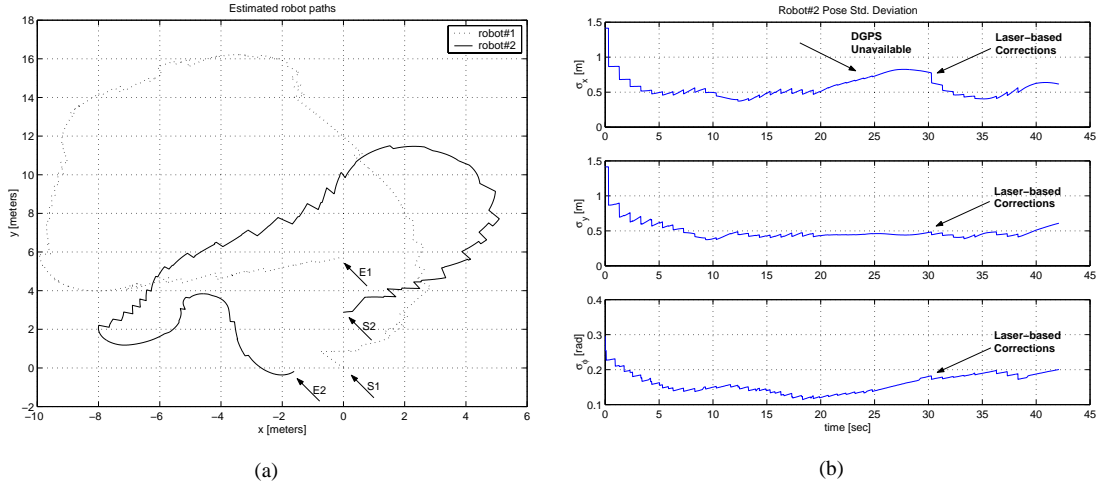 Estimated robot paths
robot#1
robot#2
18
16
14
12
10
8
6
4
2
0
−2
y [meters]
−10
−8
−6
−4
−2
0
2
4
6
x [meters]
E1
S2
S1
E2
(a)
Robot#2 Pose Std. Deviation
1.5
1
0.5
0
σx [m]
0
5
10
15
20
25
30
35
40
45
DGPS
Unavailable
Laser−based
Corrections
1.5
1
0.5
0
σy [m]
0
5
10
15
20
25
30
35
40
45
Laser−based
Corrections
0.4
0.3
0.2
0.1
σϕ [rad]
0
5
10
15
20
25
30
35
40
45
time [sec]
Laser−based
Corrections
(b)